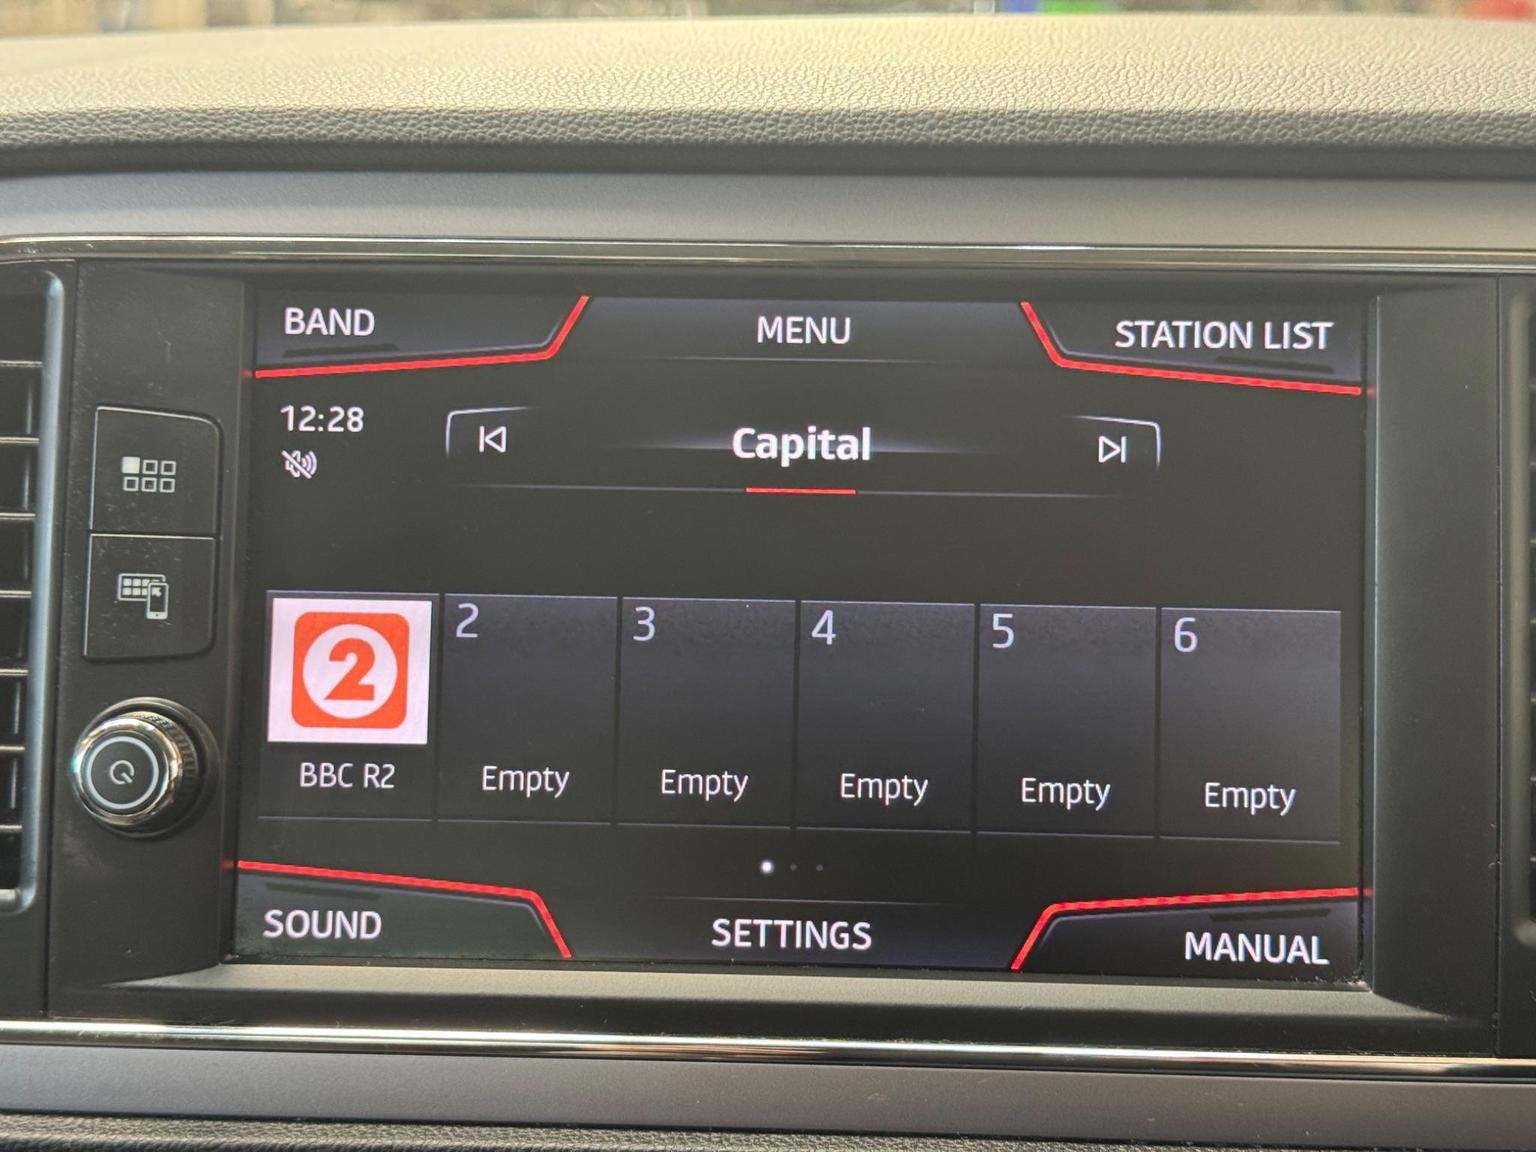 BAND
MENU
STATION LIST
12:28
Capital
2
2
3
4
5
6
BBC R2
Empty
Empty
Empty
Empty
Empty
SOUND
SETTINGS
MANUAL